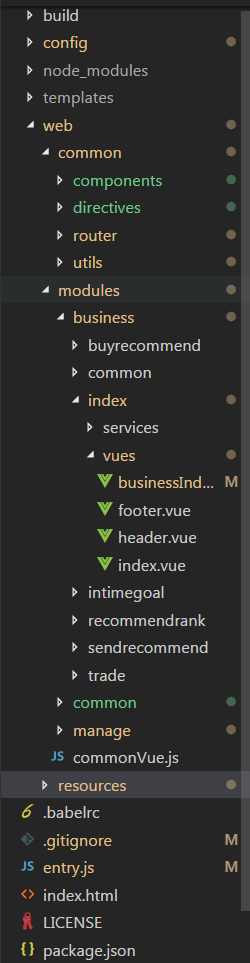 build
config
node_modules
templates
web
common
components
directives
router
utils
modules
business
buyrecommend
common
index
services
vues
businessInd... M
footer.vue
header.vue
index.vue
intimegoal
recommendrank
sendrecommend
trade
common
manage
JS commonVue.js
resources
.babelrc
.gitignore M
JS entry.js M
index.html
LICENSE
{} package.json